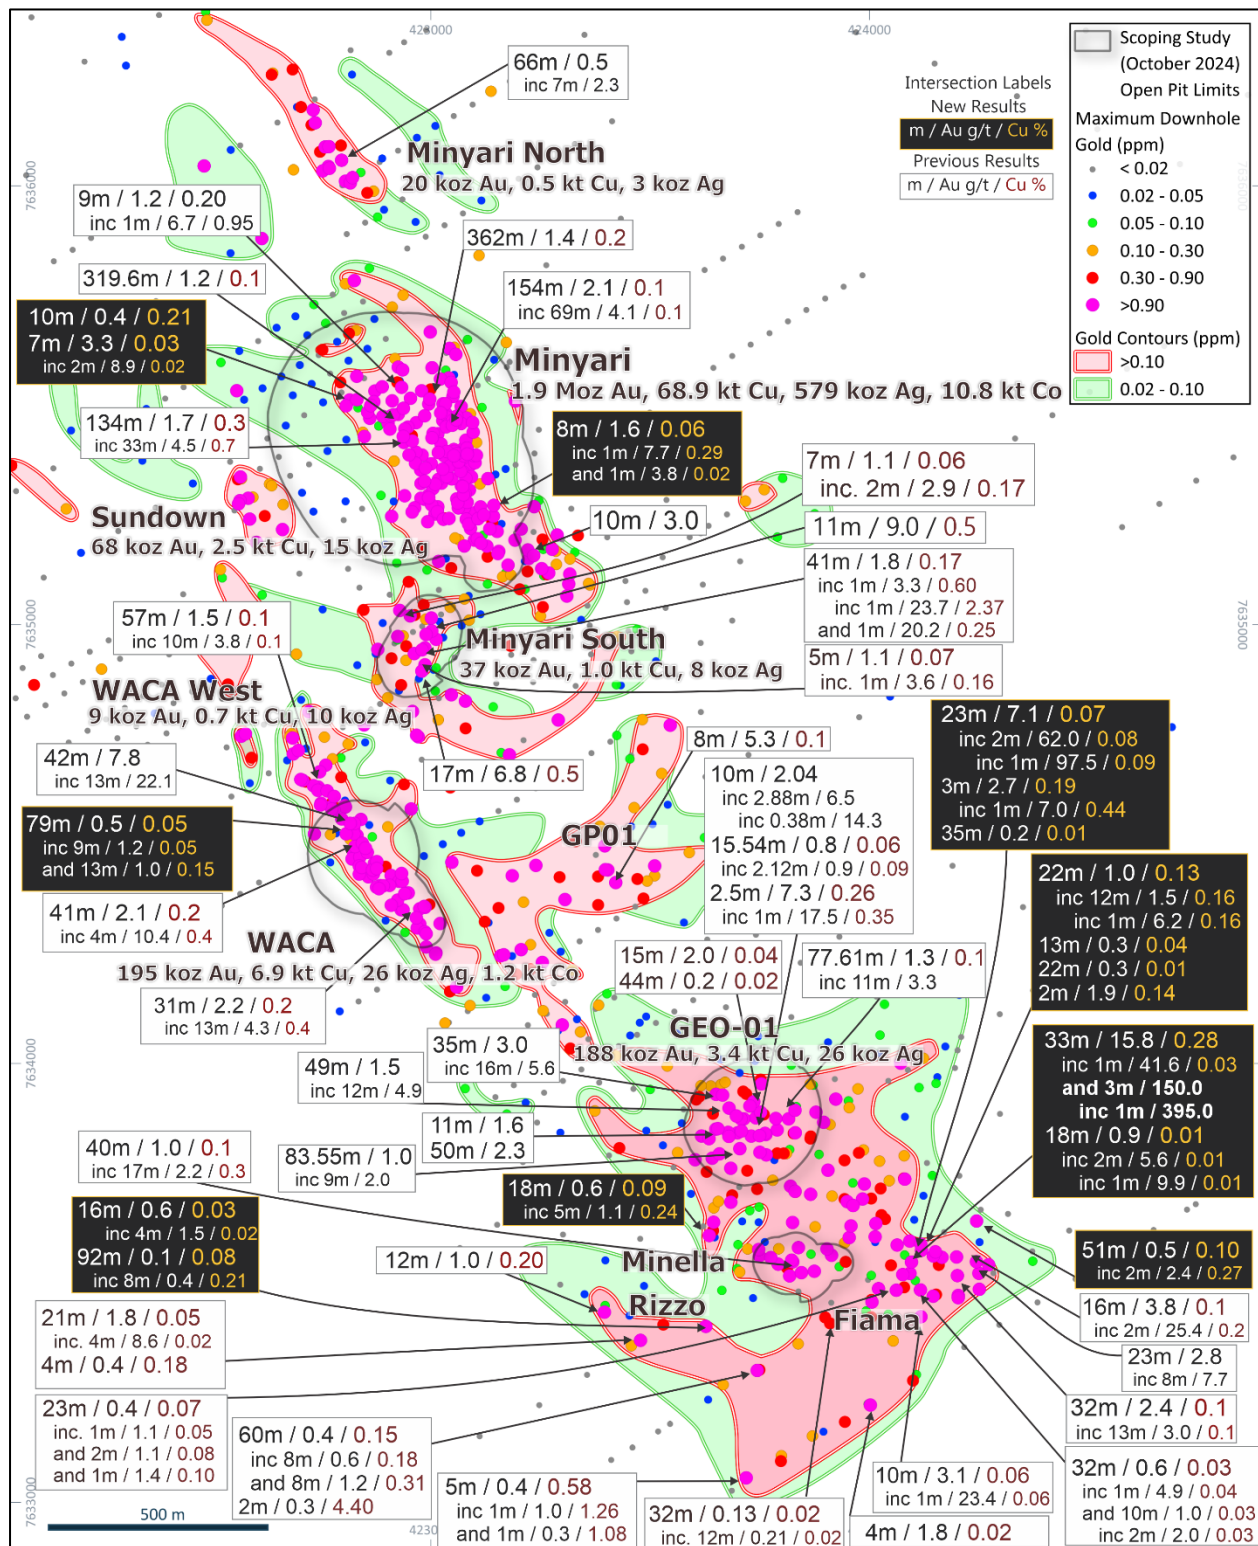 423000
424000
Scoping Study
(October 2024)
Open Pit Limits
Maximum Downhole
Gold (ppm)
< 0.02
0.02 - 0.05
0.05 - 0.10
0.10 - 0.30
0.30 - 0.90
>0.90
Gold Contours (ppm)
>0.10
0.02 - 0.10
Intersection Labels
New Results
m / Au g/t / Cu %
Previous Results
m / Au g/t / Cu %
7636000
7636000
66m / 0.5
inc 7m / 2.3
Minyari North
20 koz Au, 0.5 kt Cu, 3 koz Ag
9m / 1.2 / 0.20
inc 1m / 6.7 / 0.95
362m / 1.4 / 0.2
319.6m / 1.2 / 0.1
154m / 2.1 / 0.1
inc 69m / 4.1 / 0.1
10m / 0.4 / 0.21
7m / 3.3 / 0.03
inc 2m / 8.9 / 0.02
Minyari
1.9 Moz Au, 68.9 kt Cu, 579 koz Ag, 10.8 kt Co
134m / 1.7 / 0.3
inc 33m / 4.5 / 0.7
8m / 1.6 / 0.06
inc 1m / 7.7 / 0.29
and 1m / 3.8 / 0.02
7m / 1.1 / 0.06
inc. 2m / 2.9 / 0.17
Sundown
68 koz Au, 2.5 kt Cu, 15 koz Ag
10m / 3.0
11m / 9.0 / 0.5
41m / 1.8 / 0.17
inc 1m / 3.3 / 0.60
inc 1m / 23.7 / 2.37
and 1m / 20.2 / 0.25
7635000
7635000
57m / 1.5 / 0.1
inc 10m / 3.8 / 0.1
Minyari South
37 koz Au, 1.0 kt Cu, 8 koz Ag
5m / 1.1 / 0.07
inc. 1m / 3.6 / 0.16
WACA West
9 koz Au, 0.7 kt Cu, 10 koz Ag
23m / 7.1 / 0.07
inc 2m / 62.0 / 0.08
inc 1m / 97.5 / 0.09
3m / 2.7 / 0.19
inc 1m / 7.0 / 0.44
35m / 0.2 / 0.01
42m / 7.8
inc 13m / 22.1
17m / 6.8 / 0.5
8m / 5.3 / 0.1
10m / 2.04
inc 2.88m / 6.5
inc 0.38m / 14.3
15.54m / 0.8 / 0.06
inc 2.12m / 0.9 / 0.09
2.5m / 7.3 / 0.26
inc 1m / 17.5 / 0.35
79m / 0.5 / 0.05
inc 9m / 1.2 / 0.05
and 13m / 1.0 / 0.15
GP01
22m / 1.0 / 0.13
inc 12m / 1.5 / 0.16
inc 1m / 6.2 / 0.16
13m / 0.3 / 0.04
22m / 0.3 / 0.01
2m / 1.9 / 0.14
41m / 2.1 / 0.2
inc 4m / 10.4 / 0.4
WACA
195 koz Au, 6.9 kt Cu, 26 koz Ag, 1.2 kt Co
15m / 2.0 / 0.04
44m / 0.2 / 0.02
77.61m / 1.3 / 0.1
inc 11m / 3.3
31m / 2.2 / 0.2
inc 13m / 4.3 / 0.4
GEO-01
188 koz Au, 3.4 kt Cu, 26 koz Ag
7634000
35m / 3.0
inc 16m / 5.6
49m / 1.5
inc 12m / 4.9
33m / 15.8 / 0.28
inc 1m / 41.6 / 0.03
and 3m / 150.0
inc 1m / 395.0
18m / 0.9 / 0.01
inc 2m / 5.6 / 0.01
inc 1m / 9.9 / 0.01
11m / 1.6
50m / 2.3
40m / 1.0 / 0.1
inc 17m / 2.2 / 0.3
83.55m / 1.0
inc 9m / 2.0
18m / 0.6 / 0.09
inc 5m / 1.1 / 0.24
16m / 0.6 / 0.03
inc 4m / 1.5 / 0.02
92m / 0.1 / 0.08
inc 8m / 0.4 / 0.21
12m / 1.0 / 0.20
Minella
51m / 0.5 / 0.10
inc 2m / 2.4 / 0.27
Rizzo
Fiama
21m / 1.8 / 0.05
inc. 4m / 8.6 / 0.02
4m / 0.4 / 0.18
16m / 3.8 / 0.1
inc 2m / 25.4 / 0.2
23m / 2.8
inc 8m / 7.7
23m / 0.4 / 0.07
inc. 1m / 1.1 / 0.05
and 2m / 1.1 / 0.08
and 1m / 1.4 / 0.10
32m / 2.4 / 0.1
inc 13m / 3.0 / 0.1
60m / 0.4 / 0.15
inc 8m / 0.6 / 0.18
and 8m / 1.2 / 0.31
2m / 0.3 / 4.40
5m / 0.4 / 0.58
inc 1m / 1.0 / 1.26
and 1m / 0.3 / 1.08
32m / 0.13 / 0.02
inc. 12m / 0.21 / 0.02
10m / 3.1 / 0.06
inc 1m / 23.4 / 0.06
4m / 1.8 / 0.02
32m / 0.6 / 0.03
inc 1m / 4.9 / 0.04
and 10m / 1.0 / 0.03
inc 2m / 2.0 / 0.03
7633000
500 m
4230